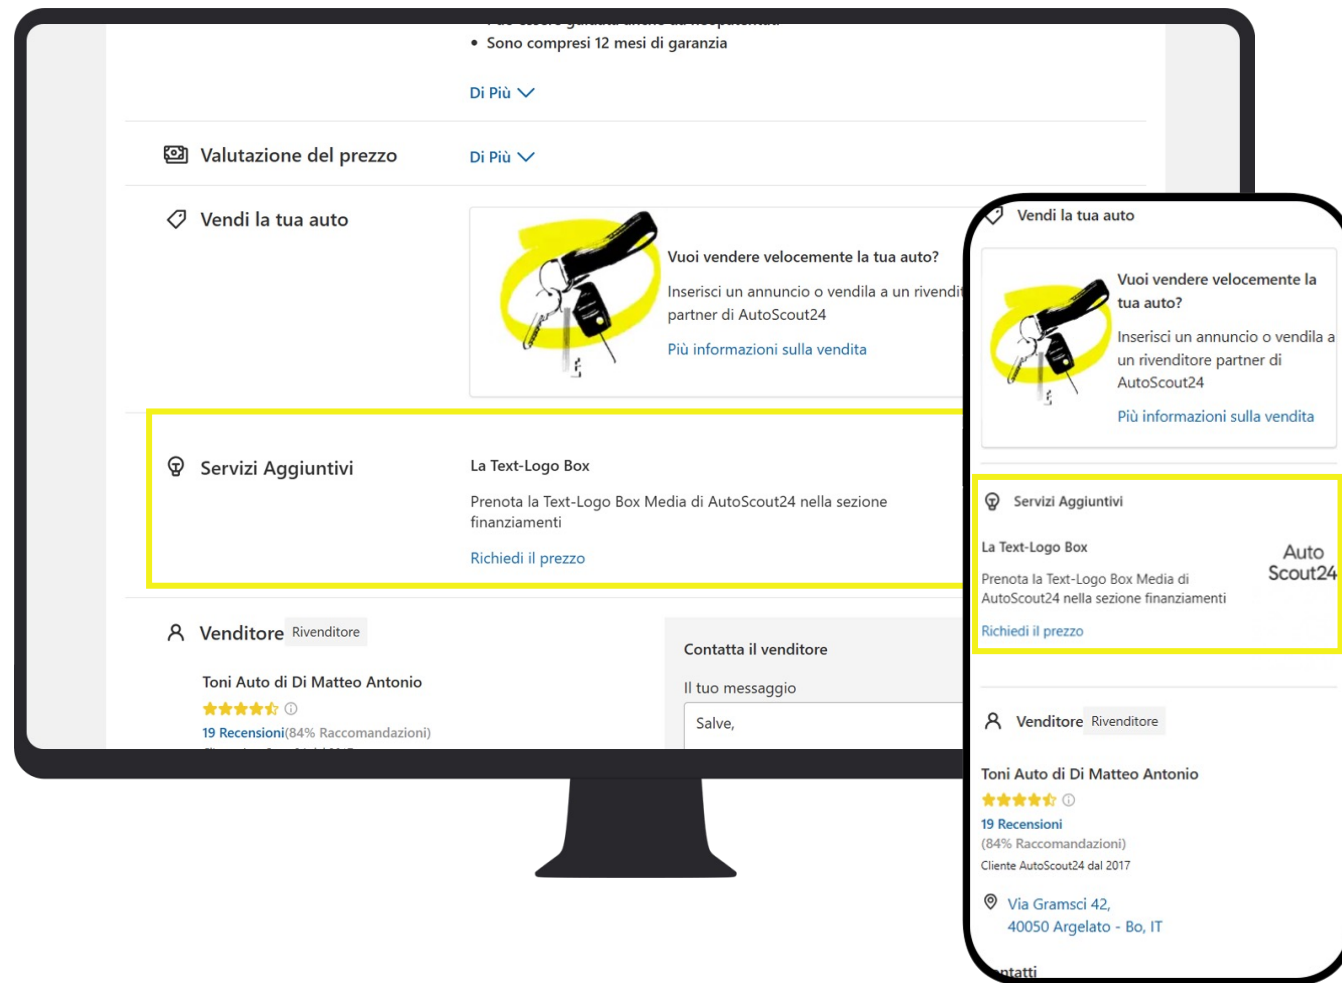 • Sono compresi 12 mesi di garanzia
Di Più
Valutazione del prezzo
Di Più
Vendi la tua auto
Vuoi vendere velocemente la tua auto?
Inserisci un annuncio o vendila a un
partner di AutoScout24
Più informazioni sulla vendita
Servizi Aggiuntivi
La Text-Logo Box
Prenota la Text-Logo Box Media di AutoScout24 nella sezione
finanziamenti
Richiedi il prezzo
Venditore Rivenditore
Toni Auto di Di Matteo Antonio
19 Recensioni(84% Raccomandazioni)
Contatta il venditore
Il tuo messaggio
Salve,
Vendi la tua auto
Vuoi vendere velocemente la
tua auto?
Inserisci un annuncio o vendila a
un rivenditore partner di
AutoScout24
Più informazioni sulla vendita
Servizi Aggiuntivi
La Text-Logo Box
Prenota la Text-Logo Box Media di
AutoScout24 nella sezione finanziamenti
Richiedi il prezzo
Auto
Scout24
Venditore Rivenditore
Toni Auto di Di Matteo Antonio
19 Recensioni
(84% Raccomandazioni)
Cliente AutoScout24 dal 2017
Via Gramsci 42,
40050 Argelato - Bo, IT